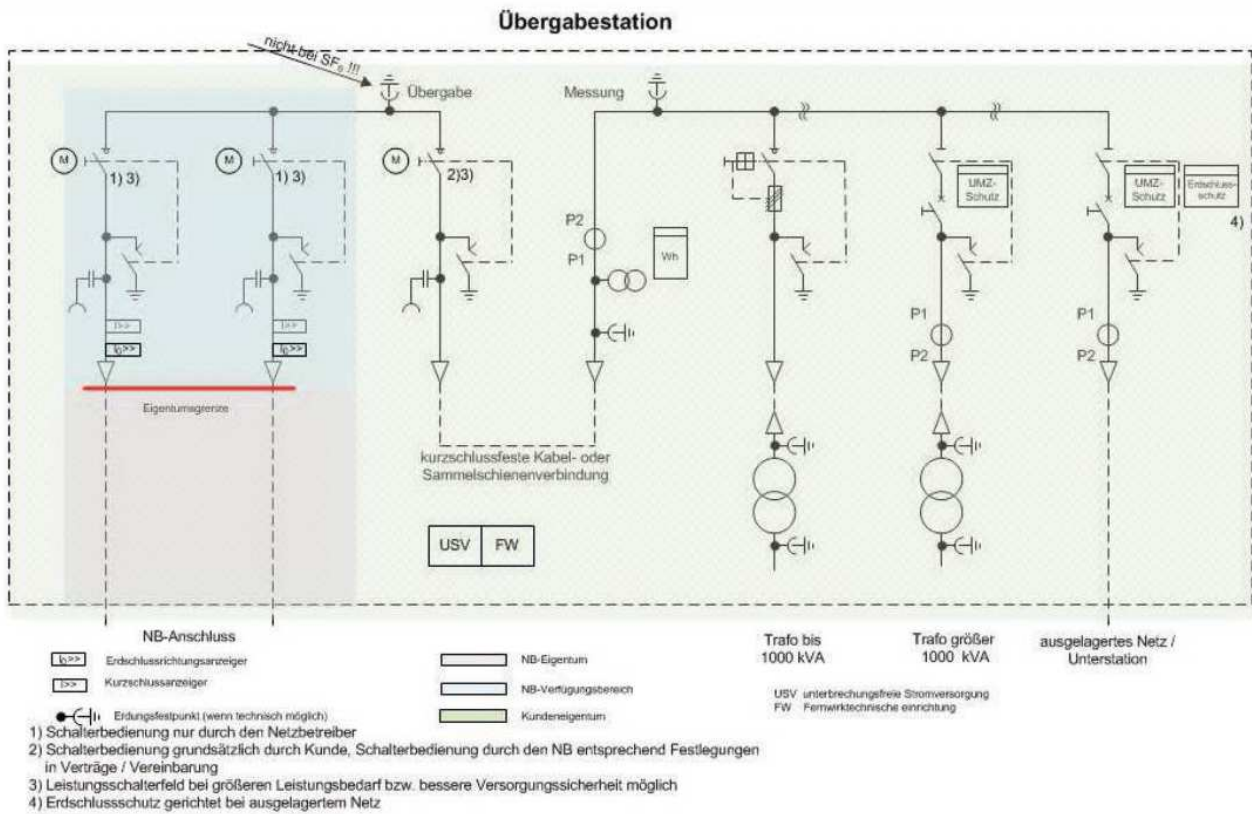 Übergabestation
nicht bei SF₆ !!!
Übergabe
Messung
M
1) 3)
M
1) 3)
M
2)3)
UMZ-
Schutz
UMZ-
Schutz
Erdschluss-
schutz
4)
P2
P1
Wh
I>>
I>>
I₀>>
I₀>>
P1
P2
P1
P2
Eigentumsgrenze
kurzschlussfeste Kabel- oder
Sammelschienenverbindung
USV FW
NB-Anschluss
I₀>> Erdschlussrichtungsanzeiger
I>> Kurzschlussanzeiger
Erdungsfestpunkt (wenn technisch möglich)
NB-Eigentum
NB-Verfügungsbereich
Kundeneigentum
Trafo bis
1000 kVA
Trafo größer
1000 kVA
ausgelagertes Netz /
Unterstation
USV unterbrechungsfreie Stromversorgung
FW Fernwirktechnische einrichtung
1) Schalterbedienung nur durch den Netzbetreiber
2) Schalterbedienung grundsätzlich durch Kunde, Schalterbedienung durch den NB entsprechend Festlegungen
in Verträge / Vereinbarung
3) Leistungsschalterfeld bei größeren Leistungsbedarf bzw. bessere Versorgungssicherheit möglich
4) Erdschlussschutz gerichtet bei ausgelagertem Netz